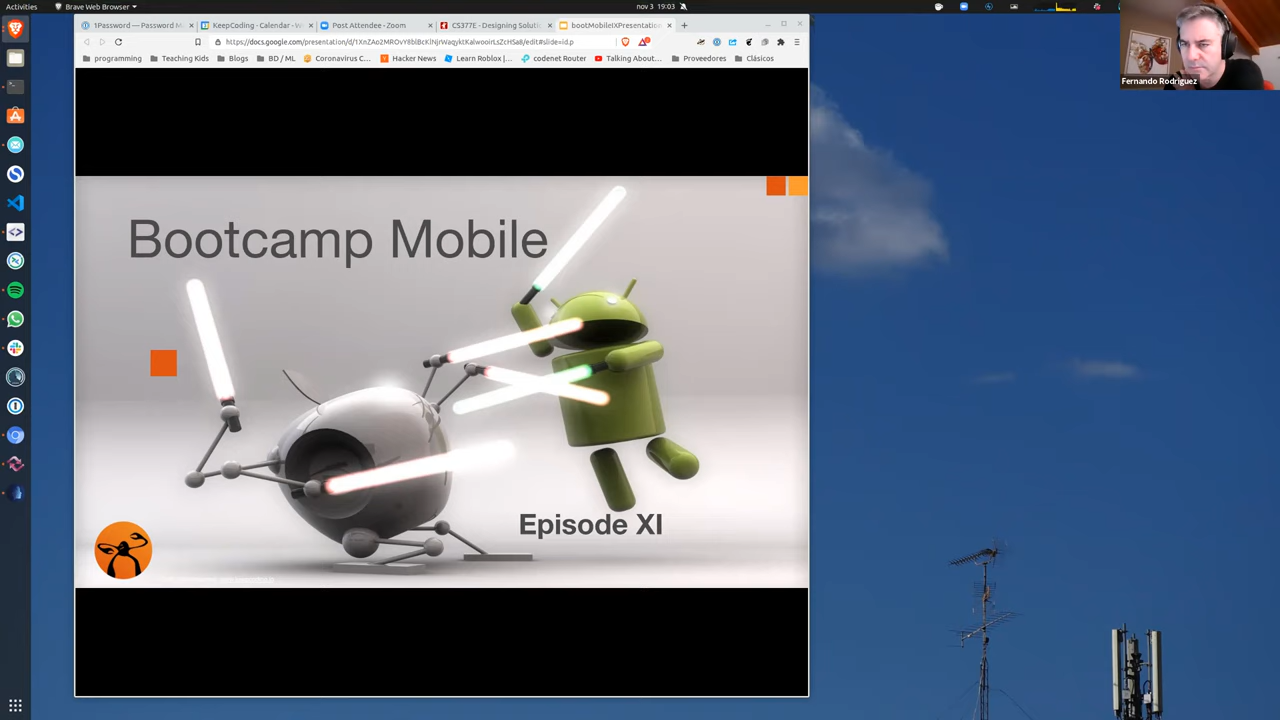 Activities
Brave Web Browser
nov 3 19:03
1Password — Password Ma
KeepCoding - Calendar - W
Post Attendee - Zoom
CS377E - Designing Soluti
bootMobileIXPresentation
programming
Teaching Kids
Blogs
BD / ML
Coronavirus C...
Hacker News
Learn Roblox |...
codenet Router
Talking About...
Proveedores
Clásicos
Fernando Rodriguez
Bootcamp Mobile
Episode XI